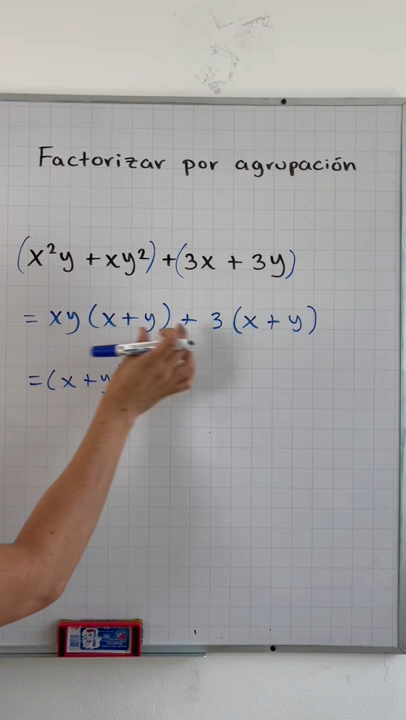 Factorizar por agrupación
(x²y + xy²) + (3x + 3y)
= xy (x + y) + 3 (x + y)
= (x + y